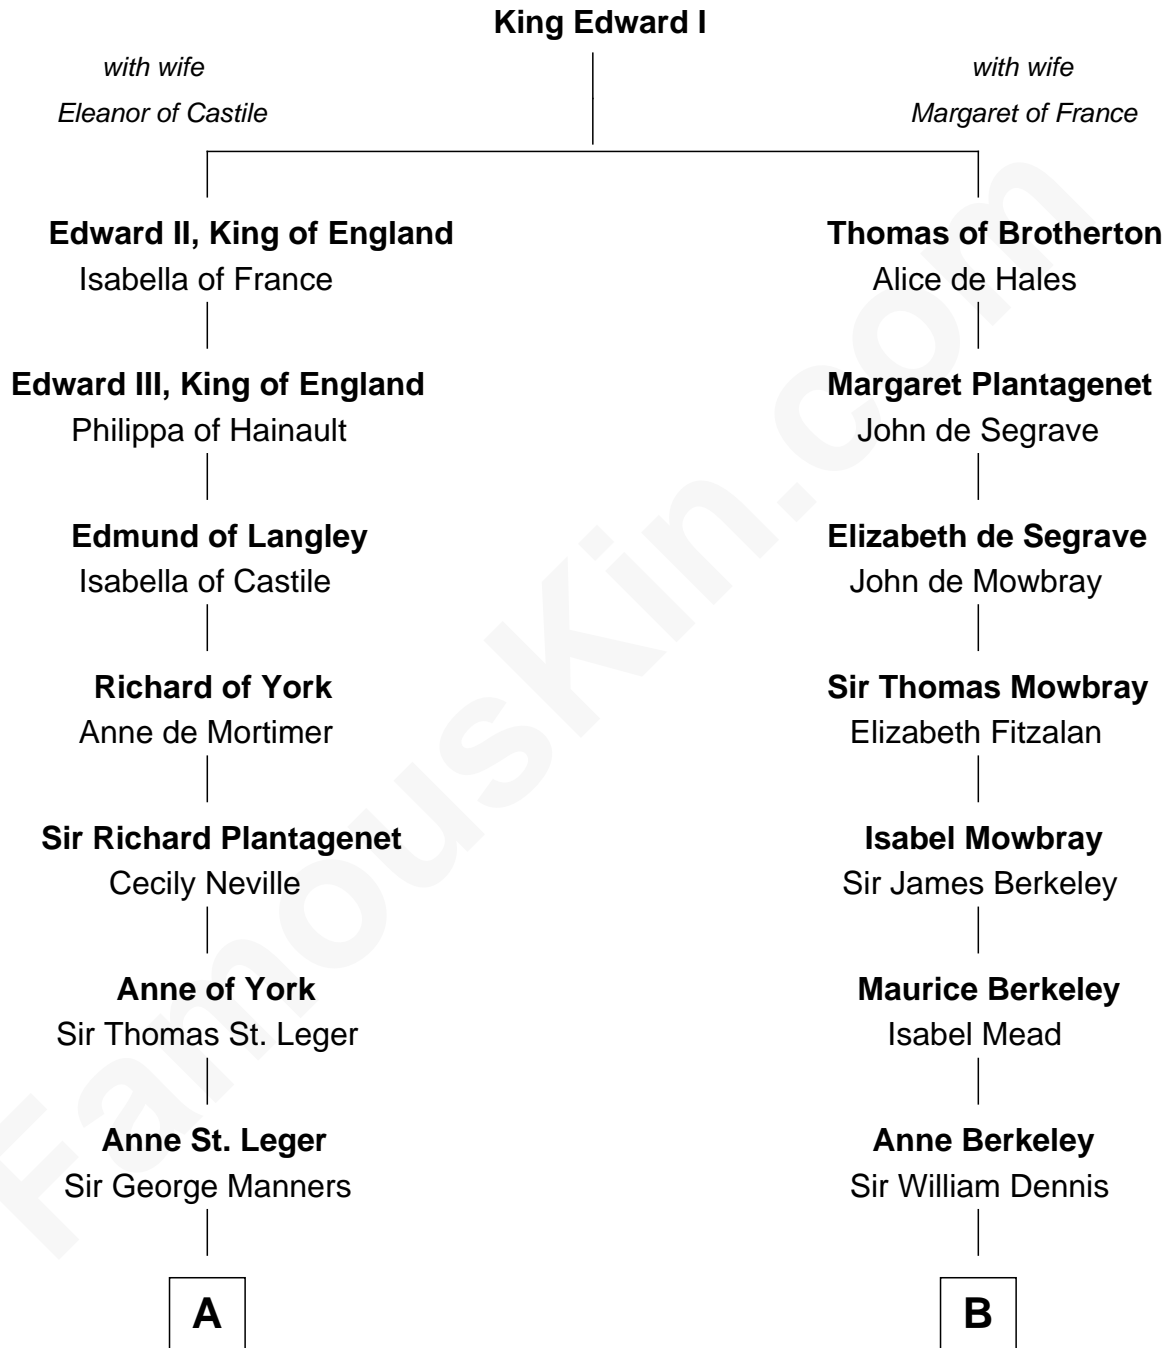 King Edward I
with wife
Eleanor of Castile
with wife
Margaret of France
Edward II, King of England
Isabella of France
Thomas of Brotherton
Alice de Hales
Edward III, King of England
Philippa of Hainault
Margaret Plantagenet
John de Segrave
Edmund of Langley
Isabella of Castile
Elizabeth de Segrave
John de Mowbray
Richard of York
Anne de Mortimer
Sir Thomas Mowbray
Elizabeth Fitzalan
Sir Richard Plantagenet
Cecily Neville
Isabel Mowbray
Sir James Berkeley
Anne of York
Sir Thomas St. Leger
Maurice Berkeley
Isabel Mead
Anne St. Leger
Sir George Manners
Anne Berkeley
Sir William Dennis
A
B
FamousKin.com